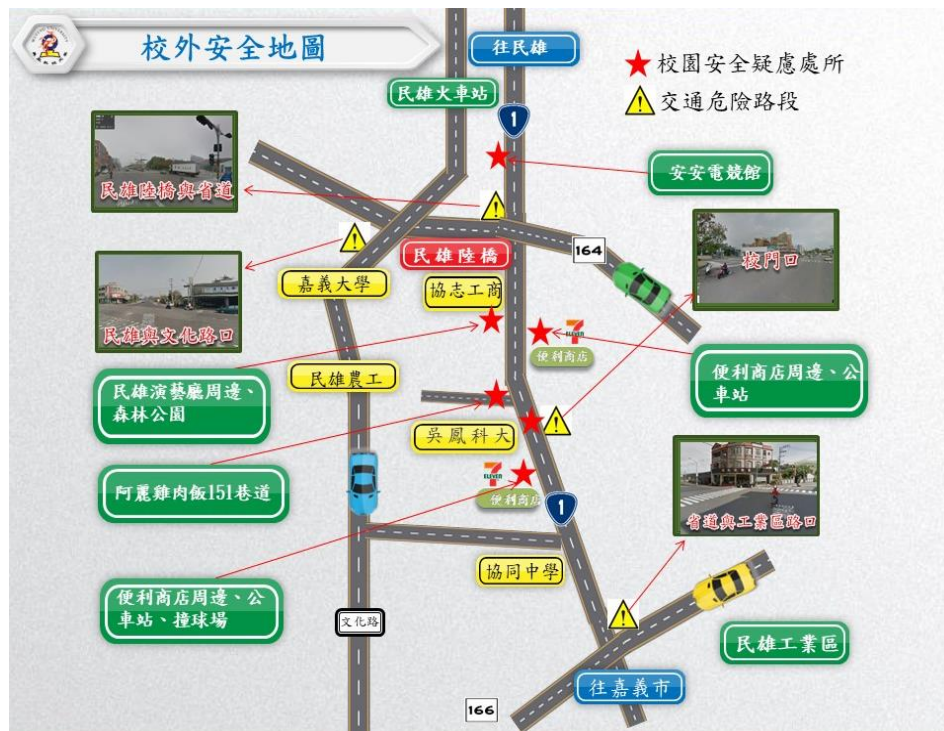 校外安全地圖
往民雄
校園安全疑慮處所
交通危險路段
民雄火車站
1
安安電競館
民雄陸橋與省道
校門口
164
民雄陸橋
嘉義大學
協志工商
民雄與文化路口
7
ELEVEN
便利商店
便利商店周邊、公
車站
民雄農工
民雄演藝廳周邊、
森林公園
吳鳳科大
7
ELEVEN
便利商店
阿麗雞肉飯151巷道
1
省道與工業區路口
協同中學
便利商店周邊、公
車站、撞球場
文化路
民雄工業區
往嘉義市
166